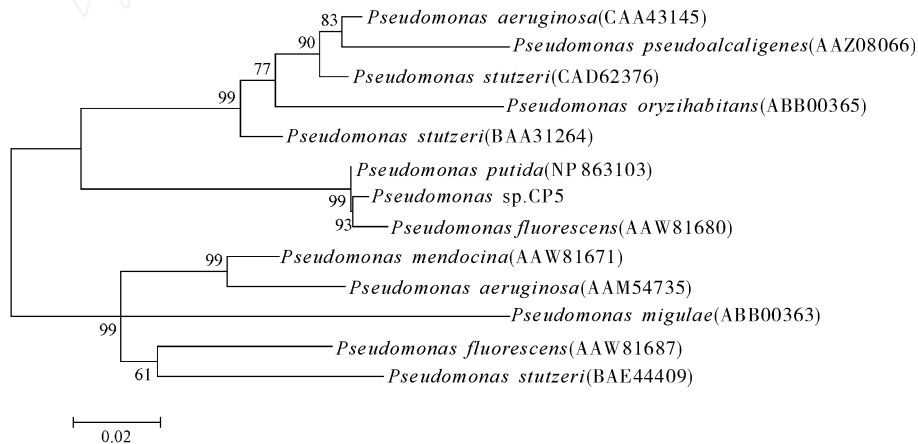 83
Pseudomonas aeruginosa(CAA43145)
90
Pseudomonas pseudoalcaligenes(AAZ08066)
77
Pseudomonas stutzeri(CAD62376)
99
Pseudomonas oryzihabitans(ABB00365)
Pseudomonas stutzeri(BAA31264)
Pseudomonas putida(NP 863103)
99
Pseudomonas sp.CP5
93
Pseudomonas fluorescens(AAW81680)
99
Pseudomonas mendocina(AAW81671)
Pseudomonas aeruginosa(AAM54735)
Pseudomonas migulae(ABB00363)
99
Pseudomonas fluorescens(AAW81687)
61
Pseudomonas stutzeri(BAE44409)
0.02